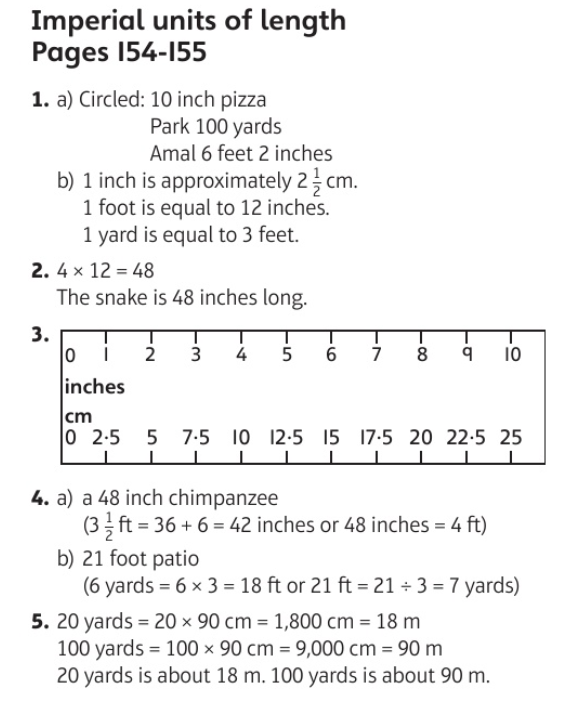 Imperial units of length
Pages 154-155
1. a) Circled: 10 inch pizza
Park 100 yards
Amal 6 feet 2 inches
b) 1 inch is approximately 2 1/2 cm.
1 foot is equal to 12 inches.
1 yard is equal to 3 feet.
2. 4 × 12 = 48
The snake is 48 inches long.
3.
0 1 2 3 4 5 6 7 8 9 10
inches
cm
0 2·5 5 7·5 10 12·5 15 17·5 20 22·5 25
4. a) a 48 inch chimpanzee
(3 1/2 ft = 36 + 6 = 42 inches or 48 inches = 4 ft)
b) 21 foot patio
(6 yards = 6 × 3 = 18 ft or 21 ft = 21 ÷ 3 = 7 yards)
5. 20 yards = 20 × 90 cm = 1,800 cm = 18 m
100 yards = 100 × 90 cm = 9,000 cm = 90 m
20 yards is about 18 m. 100 yards is about 90 m.